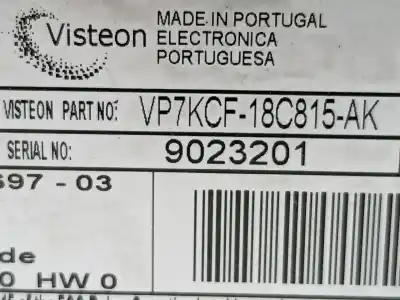 Visteon
MADE IN PORTUGAL
ELECTRONICA
PORTUGUESA
VISTEON PART NO: VP7KCF-18C815-AK
SERIAL NO: 9023201
697 - 03
de
0 HW 0